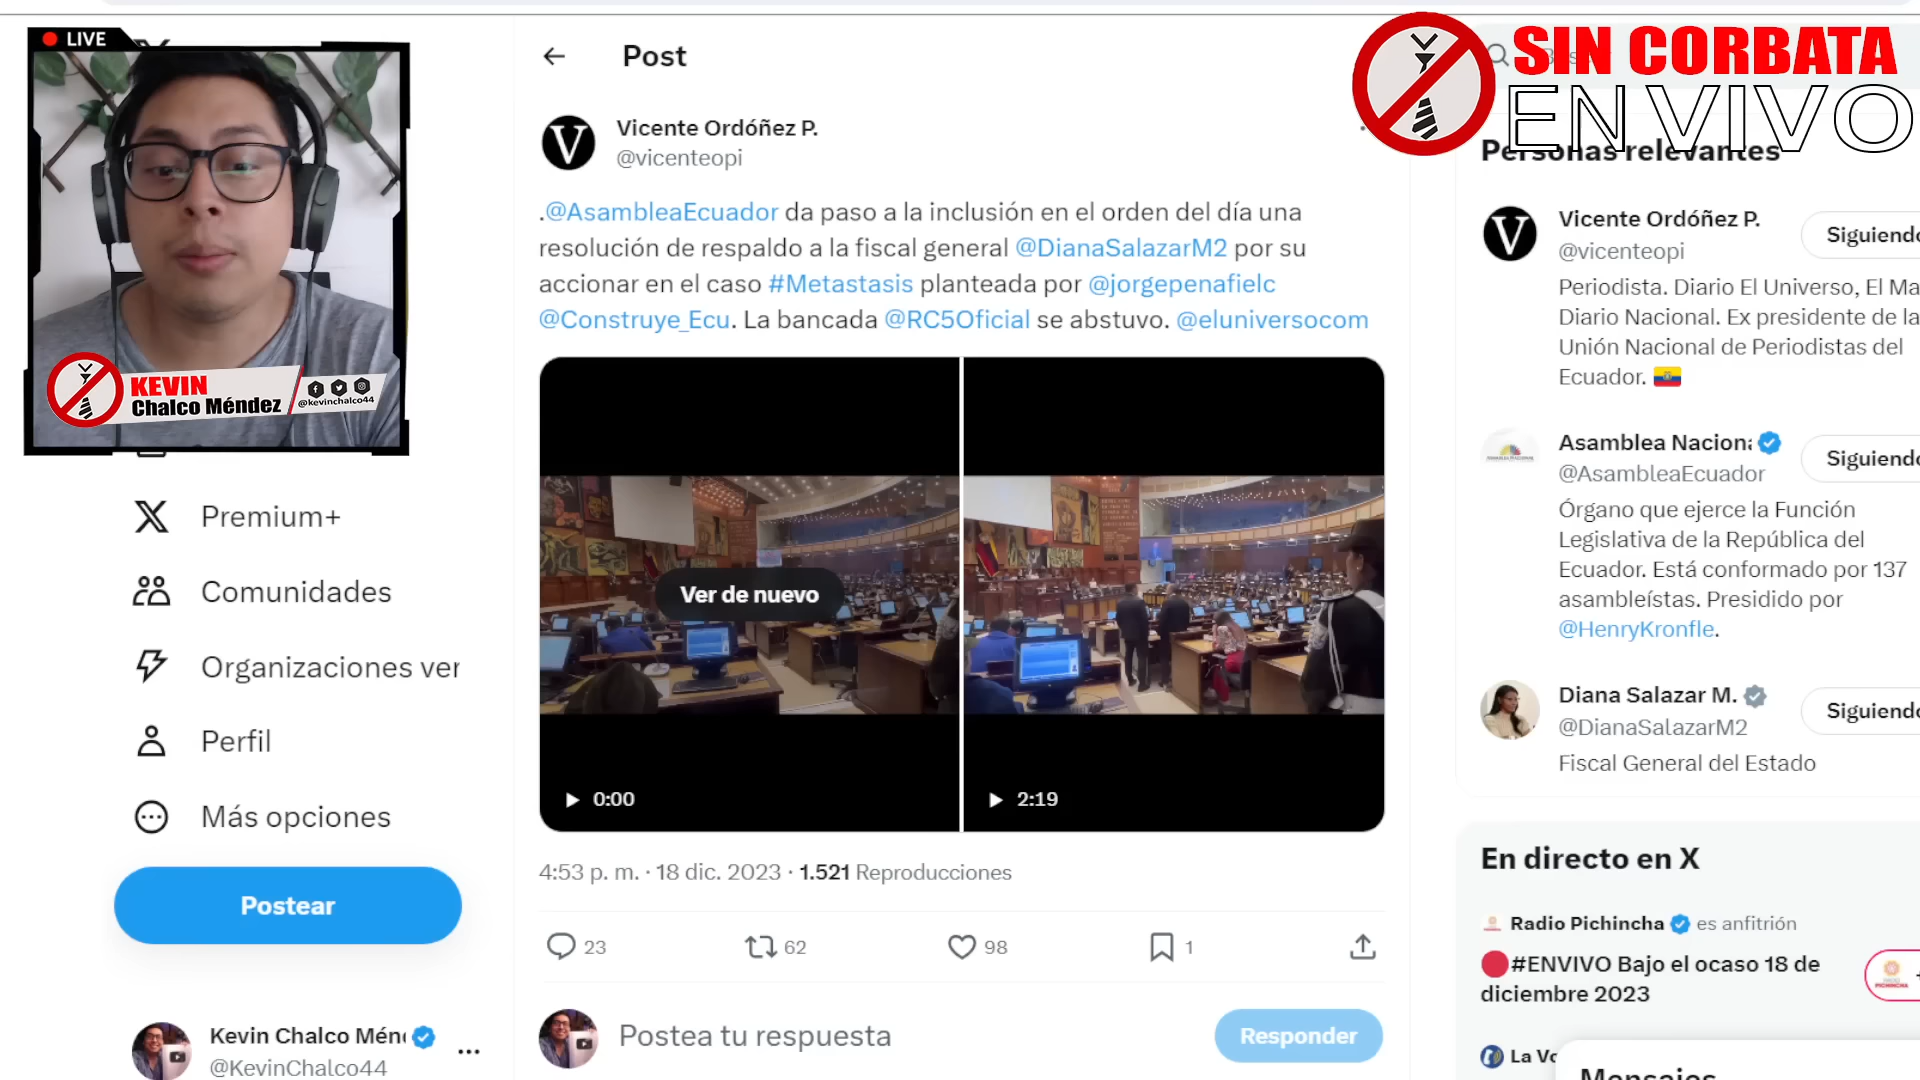 LIVE
KEVIN
Chalco Méndez
@kevinchalco44
Premium+
Comunidades
Organizaciones ver
Perfil
Más opciones
Postear
Kevin Chalco Mén
@KevinChalco44
Post
Vicente Ordóñez P.
@vicenteopi
.@AsambleaEcuador da paso a la inclusión en el orden del día una
resolución de respaldo a la fiscal general @DianaSalazarM2 por su
accionar en el caso #Metastasis planteada por @jorgepenafielc
@Construye_Ecu. La bancada @RC5Oficial se abstuvo. @eluniversocom
Ver de nuevo
0:00
2:19
4:53 p. m. · 18 dic. 2023 · 1.521 Reproducciones
23 62 98 1
Postea tu respuesta
Responder
SIN CORBATA
EN VIVO
Personas relevantes
Vicente Ordóñez P.
@vicenteopi
Siguiendo
Periodista. Diario El Universo, El Ma
Diario Nacional. Ex presidente de la
Unión Nacional de Periodistas del
Ecuador.
Asamblea Naciona
@AsambleaEcuador
Siguiendo
Órgano que ejerce la Función
Legislativa de la República del
Ecuador. Está conformado por 137
asambleístas. Presidido por
@HenryKronfle.
Diana Salazar M.
@DianaSalazarM2
Siguiendo
Fiscal General del Estado
En directo en X
Radio Pichincha es anfitrión
#ENVIVO Bajo el ocaso 18 de
diciembre 2023
La Vo
Mensajes